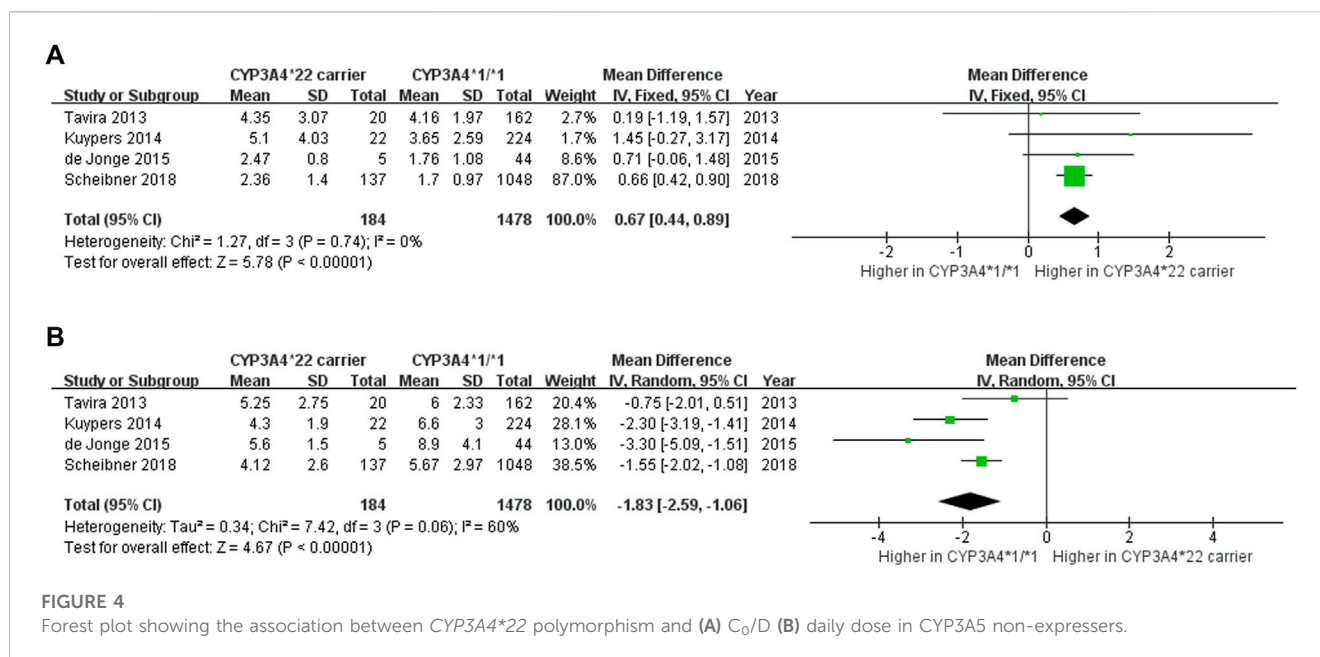 A
CYP3A4*22 carrier CYP3A4*1/*1 Mean Difference Mean Difference
Study or Subgroup Mean SD Total Mean SD Total Weight IV, Fixed, 95% CI Year IV, Fixed, 95% CI
Tavira 2013 4.35 3.07 20 4.16 1.97 162 2.7% 0.19 [-1.19, 1.57] 2013
Kuypers 2014 5.1 4.03 22 3.65 2.59 224 1.7% 1.45 [-0.27, 3.17] 2014
de Jonge 2015 2.47 0.8 5 1.76 1.08 44 8.6% 0.71 [-0.06, 1.48] 2015
Scheibner 2018 2.36 1.4 137 1.7 0.97 1048 87.0% 0.66 [0.42, 0.90] 2018
Total (95% CI) 184 1478 100.0% 0.67 [0.44, 0.89]
Heterogeneity: Chi² = 1.27, df = 3 (P = 0.74); I² = 0%
Test for overall effect: Z = 5.78 (P < 0.00001)
-2 -1 0 1 2
Higher in CYP3A4*1/*1 Higher in CYP3A4*22 carrier
B
CYP3A4*22 carrier CYP3A4*1/*1 Mean Difference Mean Difference
Study or Subgroup Mean SD Total Mean SD Total Weight IV, Random, 95% CI Year IV, Random, 95% CI
Tavira 2013 5.25 2.75 20 6 2.33 162 20.4% -0.75 [-2.01, 0.51] 2013
Kuypers 2014 4.3 1.9 22 6.6 3 224 28.1% -2.30 [-3.19, -1.41] 2014
de Jonge 2015 5.6 1.5 5 8.9 4.1 44 13.0% -3.30 [-5.09, -1.51] 2015
Scheibner 2018 4.12 2.6 137 5.67 2.97 1048 38.5% -1.55 [-2.02, -1.08] 2018
Total (95% CI) 184 1478 100.0% -1.83 [-2.59, -1.06]
Heterogeneity: Tau² = 0.34; Chi² = 7.42, df = 3 (P = 0.06); I² = 60%
Test for overall effect: Z = 4.67 (P < 0.00001)
-4 -2 0 2 4
Higher in CYP3A4*1/*1 Higher in CYP3A4*22 carrier
FIGURE 4
Forest plot showing the association between CYP3A4*22 polymorphism and (A) C₀/D (B) daily dose in CYP3A5 non-expressers.